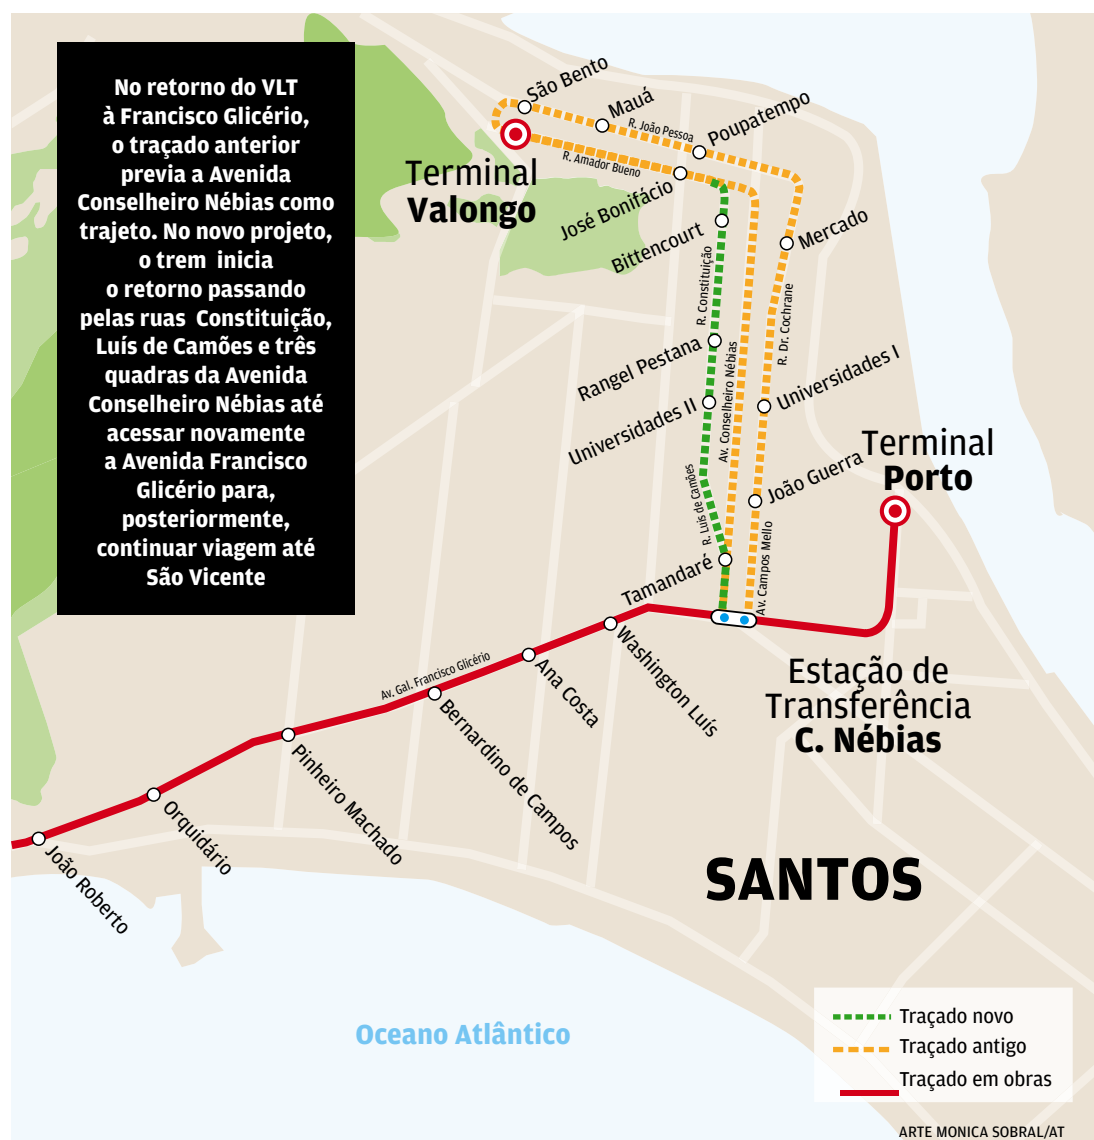 No retorno do VLT
à Francisco Glicério,
o traçado anterior
previa a Avenida
Conselheiro Nébias como
trajeto. No novo projeto,
o trem inicia
o retorno passando
pelas ruas Constituição,
Luís de Camões e três
quadras da Avenida
Conselheiro Nébias até
acessar novamente
a Avenida Francisco
Glicério para,
posteriormente,
continuar viagem até
São Vicente
São Bento
Mauá
R. João Pessoa
Poupatempo
Terminal
Valongo
R. Amador Bueno
José Bonifácio
Bittencourt
Mercado
R. Constituição
R. Dr. Cochrane
Rangel Pestana
Av. Conselheiro Nébias
Universidades I
Universidades II
Terminal
Porto
João Guerra
R. Luís de Camões
Av. Campos Mello
Tamandaré
Washington Luís
Estação de
Transferência
C. Nébias
Av. Gal. Francisco Glicério
Ana Costa
Bernardino de Campos
Pinheiro Machado
Orquidário
João Roberto
SANTOS
Oceano Atlântico
Traçado novo
Traçado antigo
Traçado em obras
ARTE MONICA SOBRAL/AT